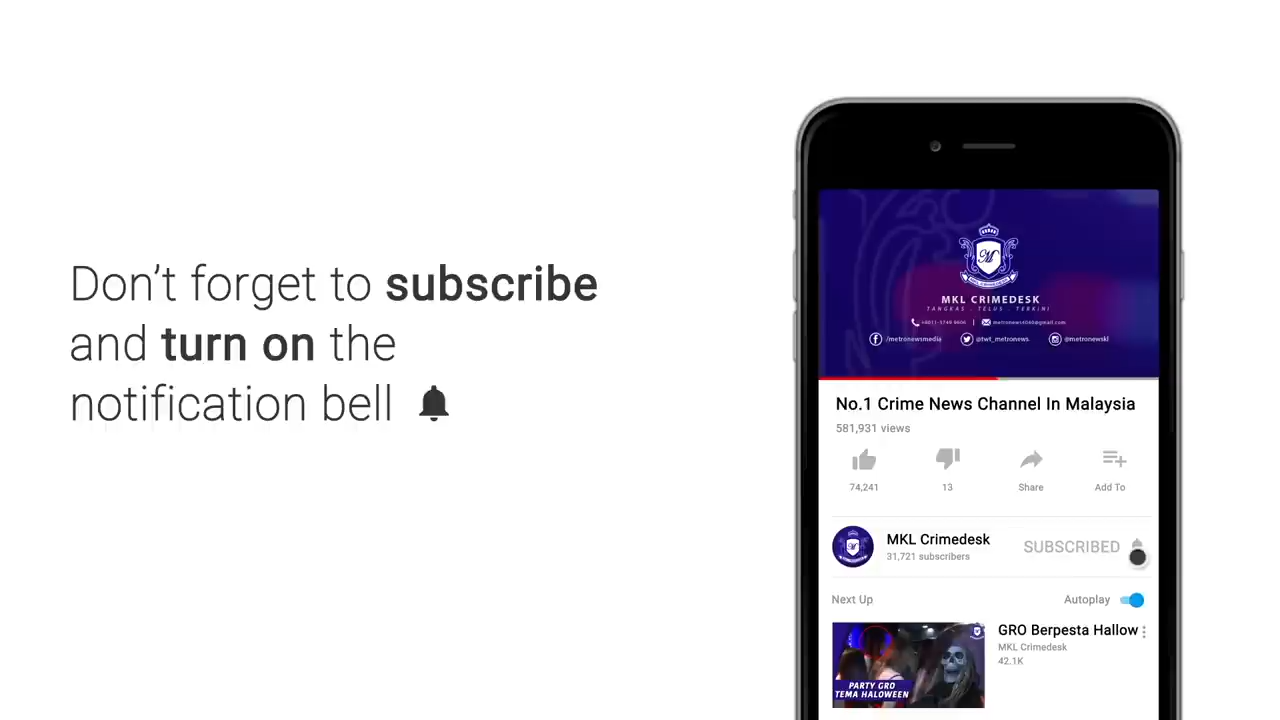 Don't forget to subscribe
and turn on the
notification bell
MKL CRIMEDESK
TANGKAS . TELUS . TERKINI
/metronewsmedia
@twt_metronews
@metronewskl
No.1 Crime News Channel In Malaysia
581,931 views
74,241
13
Share
Add To
MKL Crimedesk
31,721 subscribers
SUBSCRIBED
Next Up
Autoplay
GRO Berpesta Hallow
MKL Crimedesk
42.1K
PARTY GRO
TEMA HALOWEEN